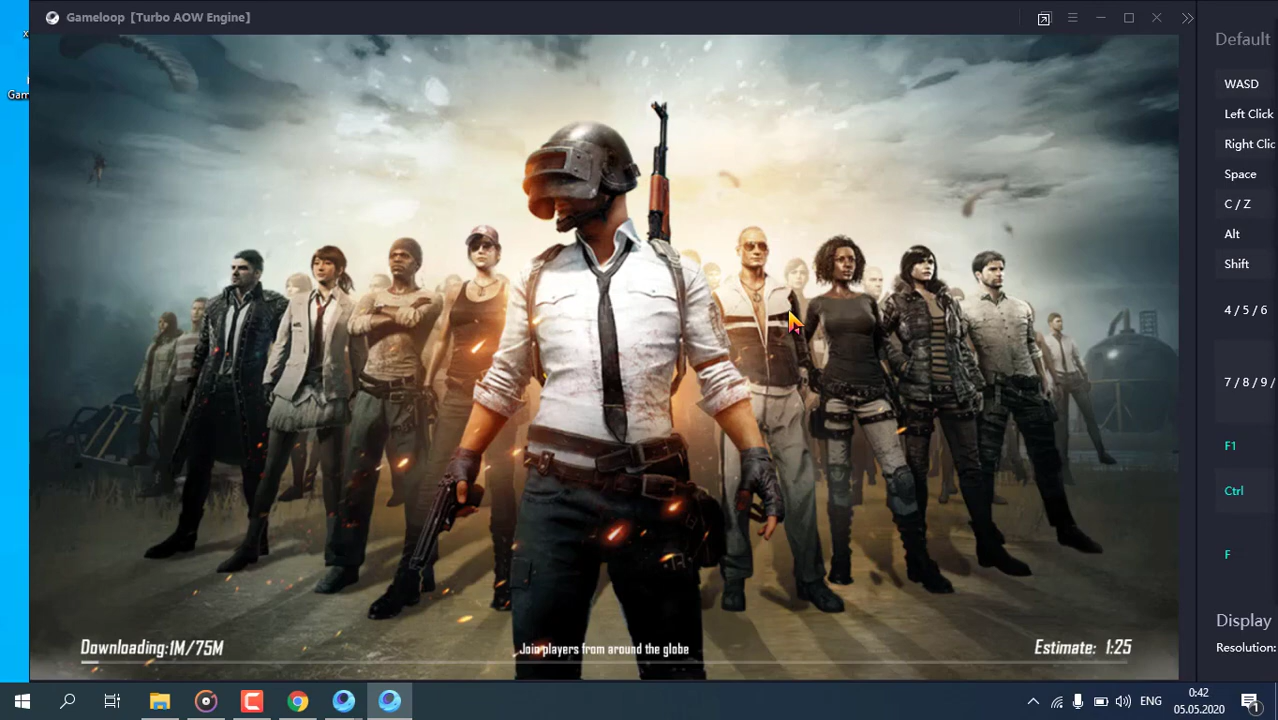 Gameloop [Turbo AOW Engine]
Default
WASD
Left Click
Right Clic
Space
C / Z
Alt
Shift
4 / 5 / 6
7 / 8 / 9 /
F1
Ctrl
F
Display
Resolution:
Gam
Downloading:1M/75M
Join players from around the globe
Estimate: 1:25
ENG
0:42
05.05.2020
1